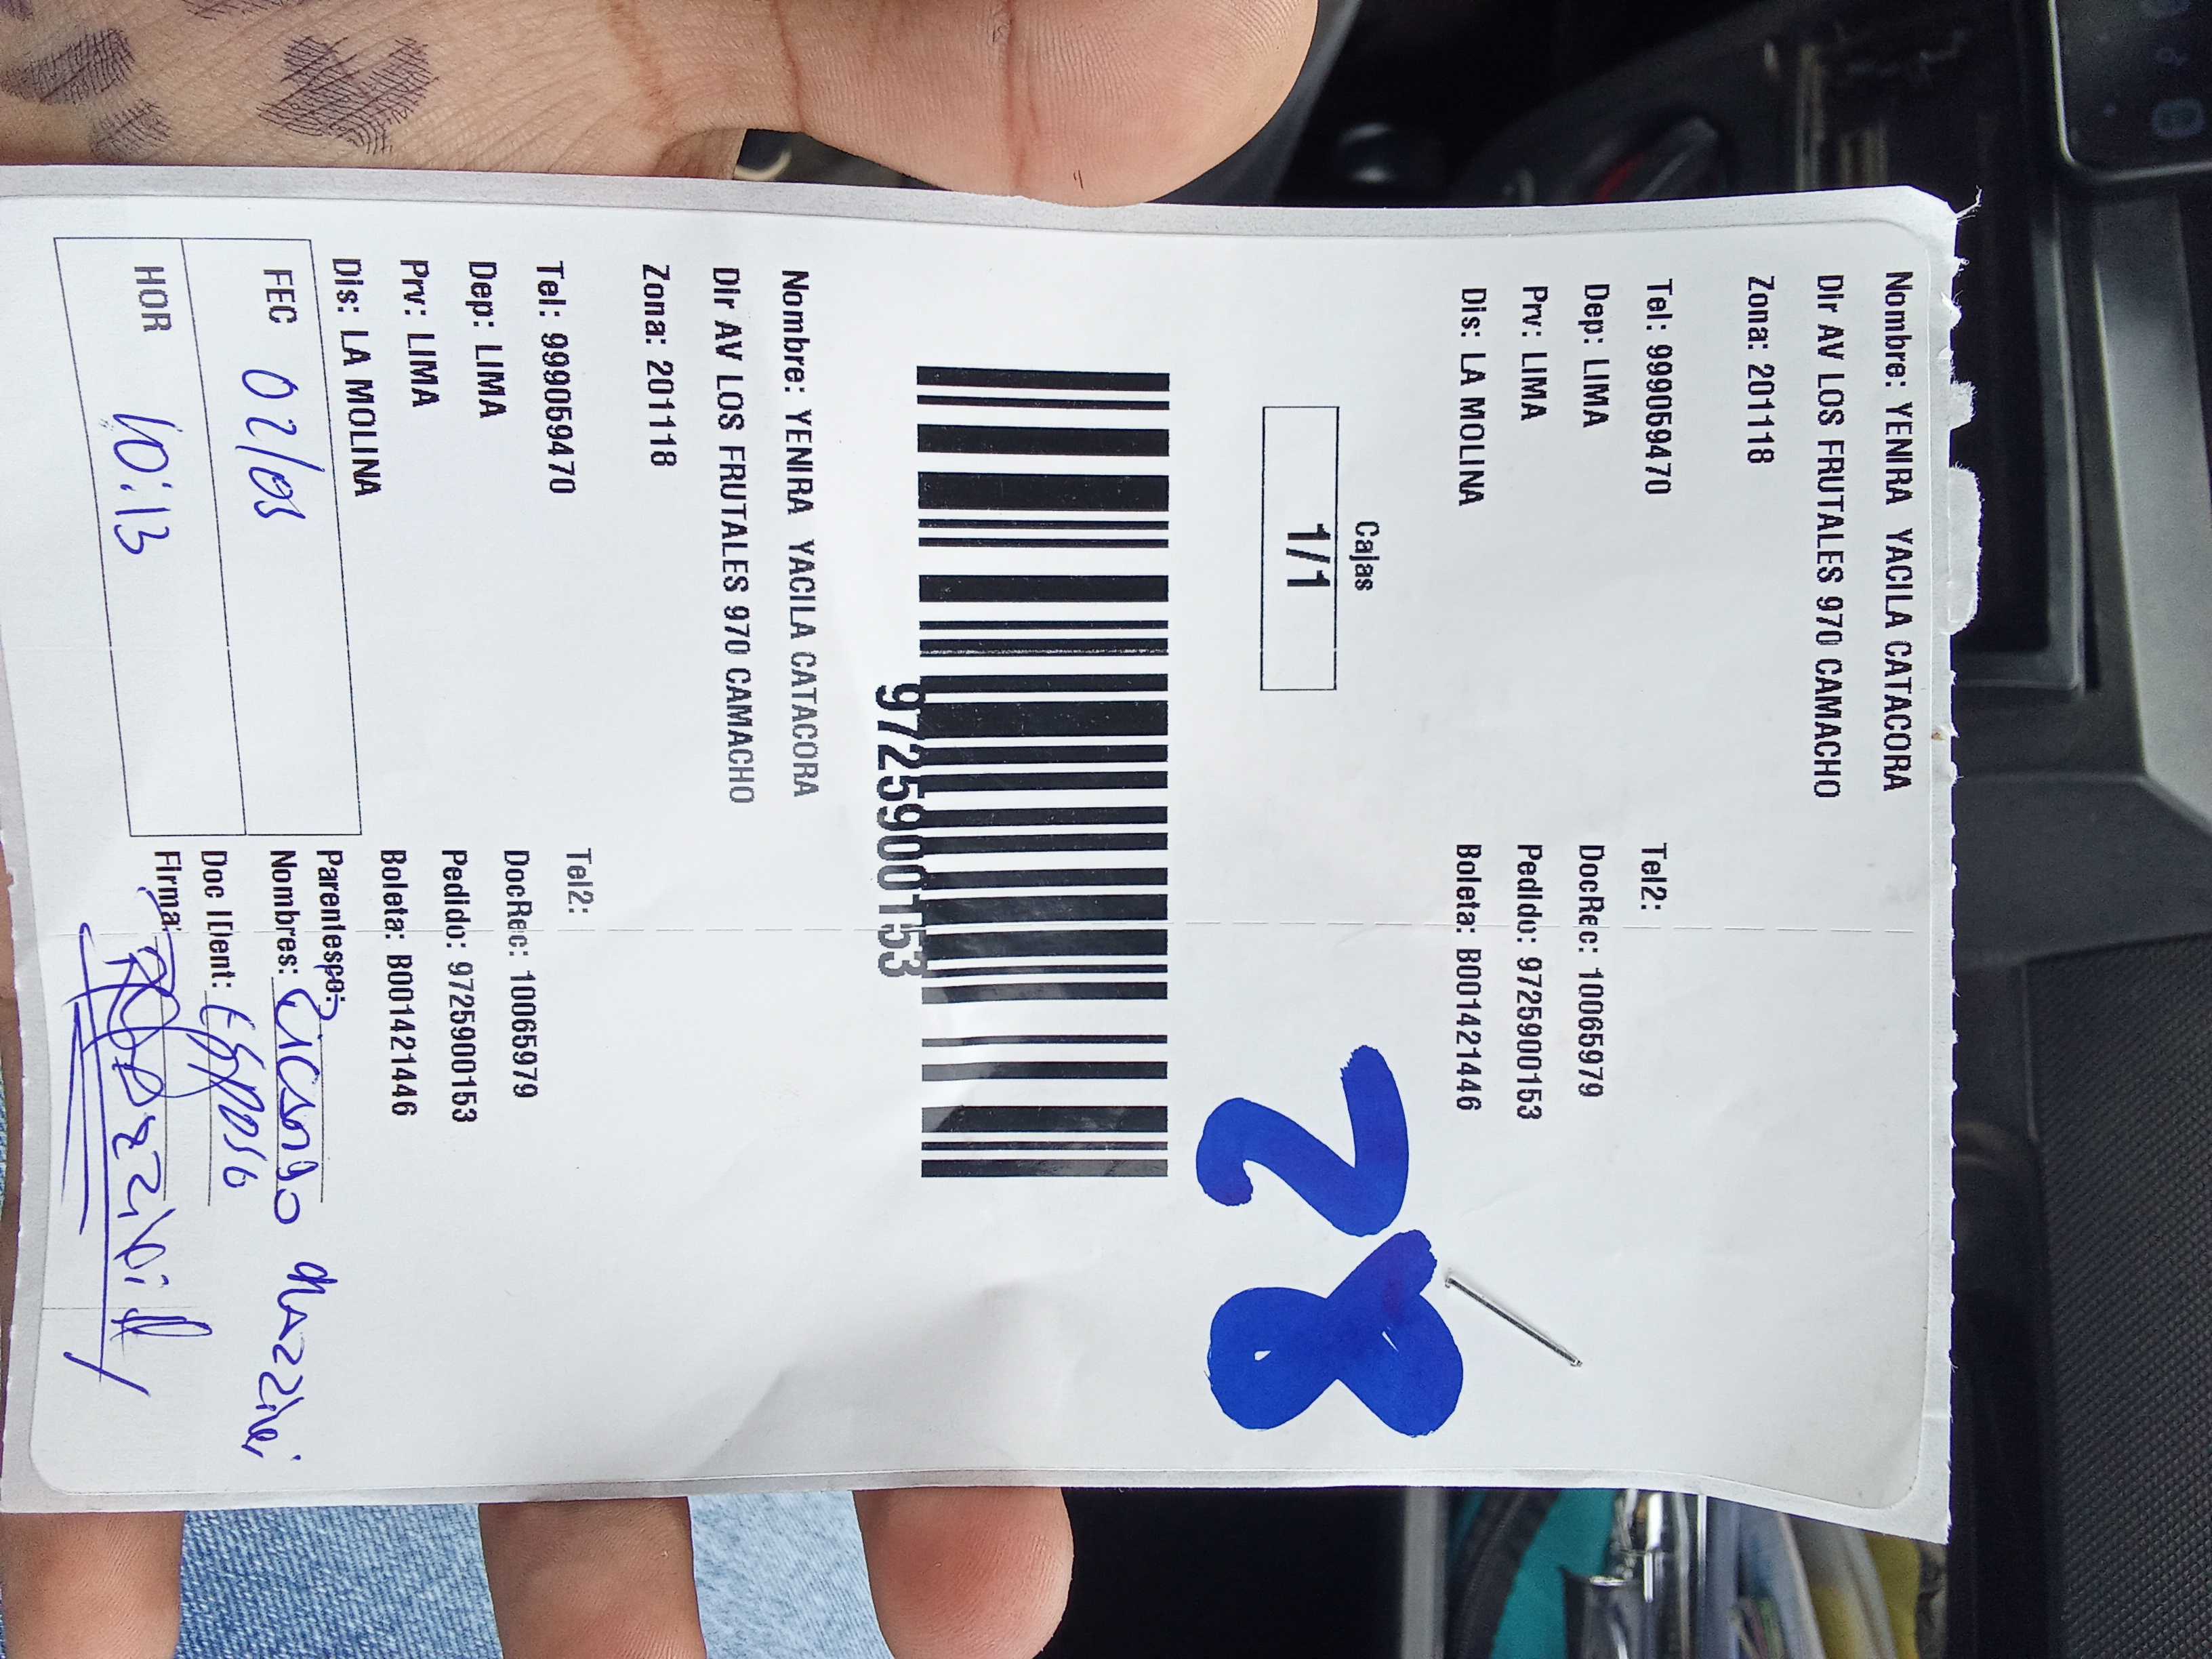 Nombre: YENIRA YACILA CATACORA
Dir AV LOS FRUTALES 970 CAMACHO
Zona: 201118
Tel: 999059470 Tel2:
Dep: LIMA DocRec: 10065979
Prv: LIMA Pedido: 9725900153
Dis: LA MOLINA Boleta: B001421446
Cajas
1/1
28
9725900153
Nombre: YENIRA YACILA CATACORA
Dir AV LOS FRUTALES 970 CAMACHO
Zona: 201118
Tel: 999059470 Tel2:
Dep: LIMA DocRec: 10065979
Prv: LIMA Pedido: 9725900153
Dis: LA MOLINA Boleta: B001421446
Parentesco:
FEC 02/05 Nombres: Ricardo
Doc IDent:
HOR 10:13 Firma: